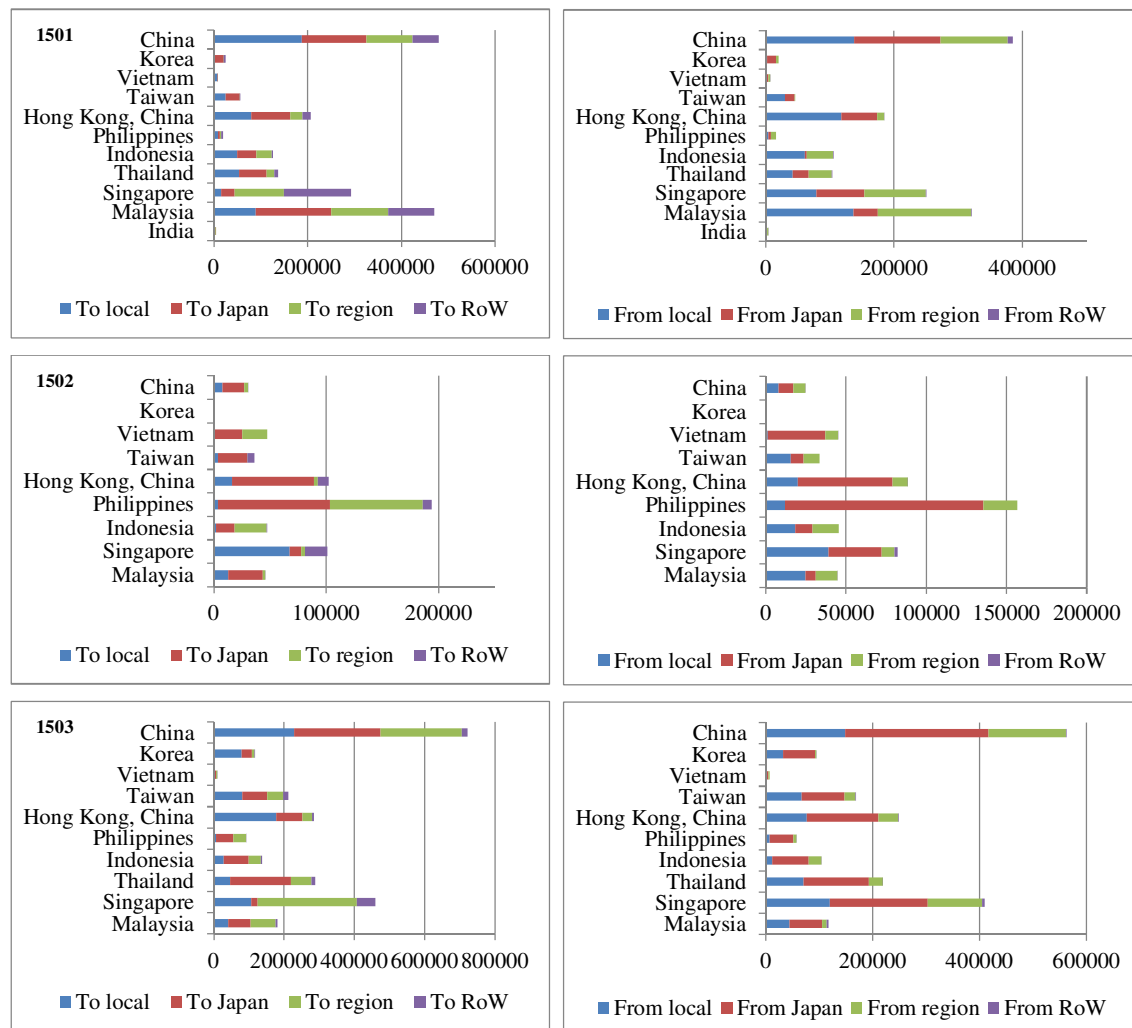 1501
China
Korea
Vietnam
Taiwan
Hong Kong, China
Philippines
Indonesia
Thailand
Singapore
Malaysia
India
0 200000 400000 600000
To local To Japan To region To RoW
China
Korea
Vietnam
Taiwan
Hong Kong, China
Philippines
Indonesia
Thailand
Singapore
Malaysia
India
0 200000 400000
From local From Japan From region From RoW
1502
China
Korea
Vietnam
Taiwan
Hong Kong, China
Philippines
Indonesia
Singapore
Malaysia
0 100000 200000
To local To Japan To region To RoW
China
Korea
Vietnam
Taiwan
Hong Kong, China
Philippines
Indonesia
Singapore
Malaysia
0 50000 100000 150000 200000
From local From Japan From region From RoW
1503
China
Korea
Vietnam
Taiwan
Hong Kong, China
Philippines
Indonesia
Thailand
Singapore
Malaysia
0 200000 400000 600000 800000
To local To Japan To region To RoW
China
Korea
Vietnam
Taiwan
Hong Kong, China
Philippines
Indonesia
Thailand
Singapore
Malaysia
0 200000 400000 600000
From local From Japan From region From RoW